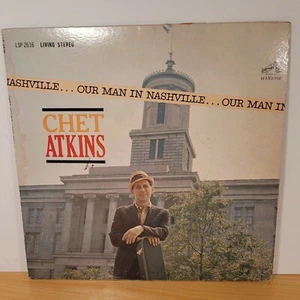 LSP-2616 LIVING STEREO
NASHVILLE... OUR MAN IN NASHVILLE... OUR MAN IN
CHET
ATKINS